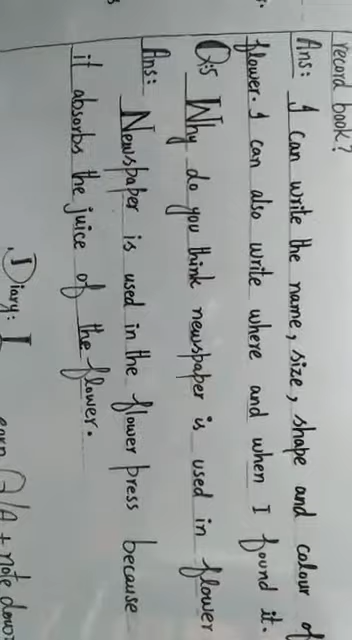 record book?
Ans: I can write the name, size, shape and colour of
flower. I can also write where and when I found it.
Q:5 Why do you think newspaper is used in flower
Ans: Newspaper is used in the flower press because
it absorbs the juice of the flower.
Diary: I
earn Q/A + note down